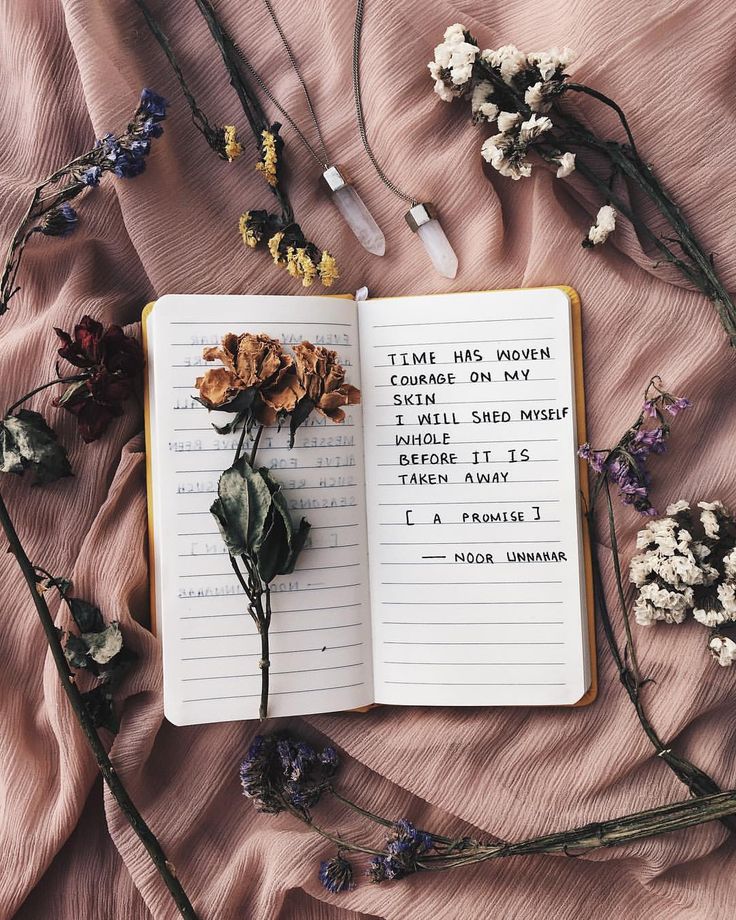 TIME HAS WOVEN
COURAGE ON MY
SKIN
I WILL SHED MYSELF
WHOLE
BEFORE IT IS
TAKEN AWAY
[ A PROMISE ]
— NOOR UNNAHAR